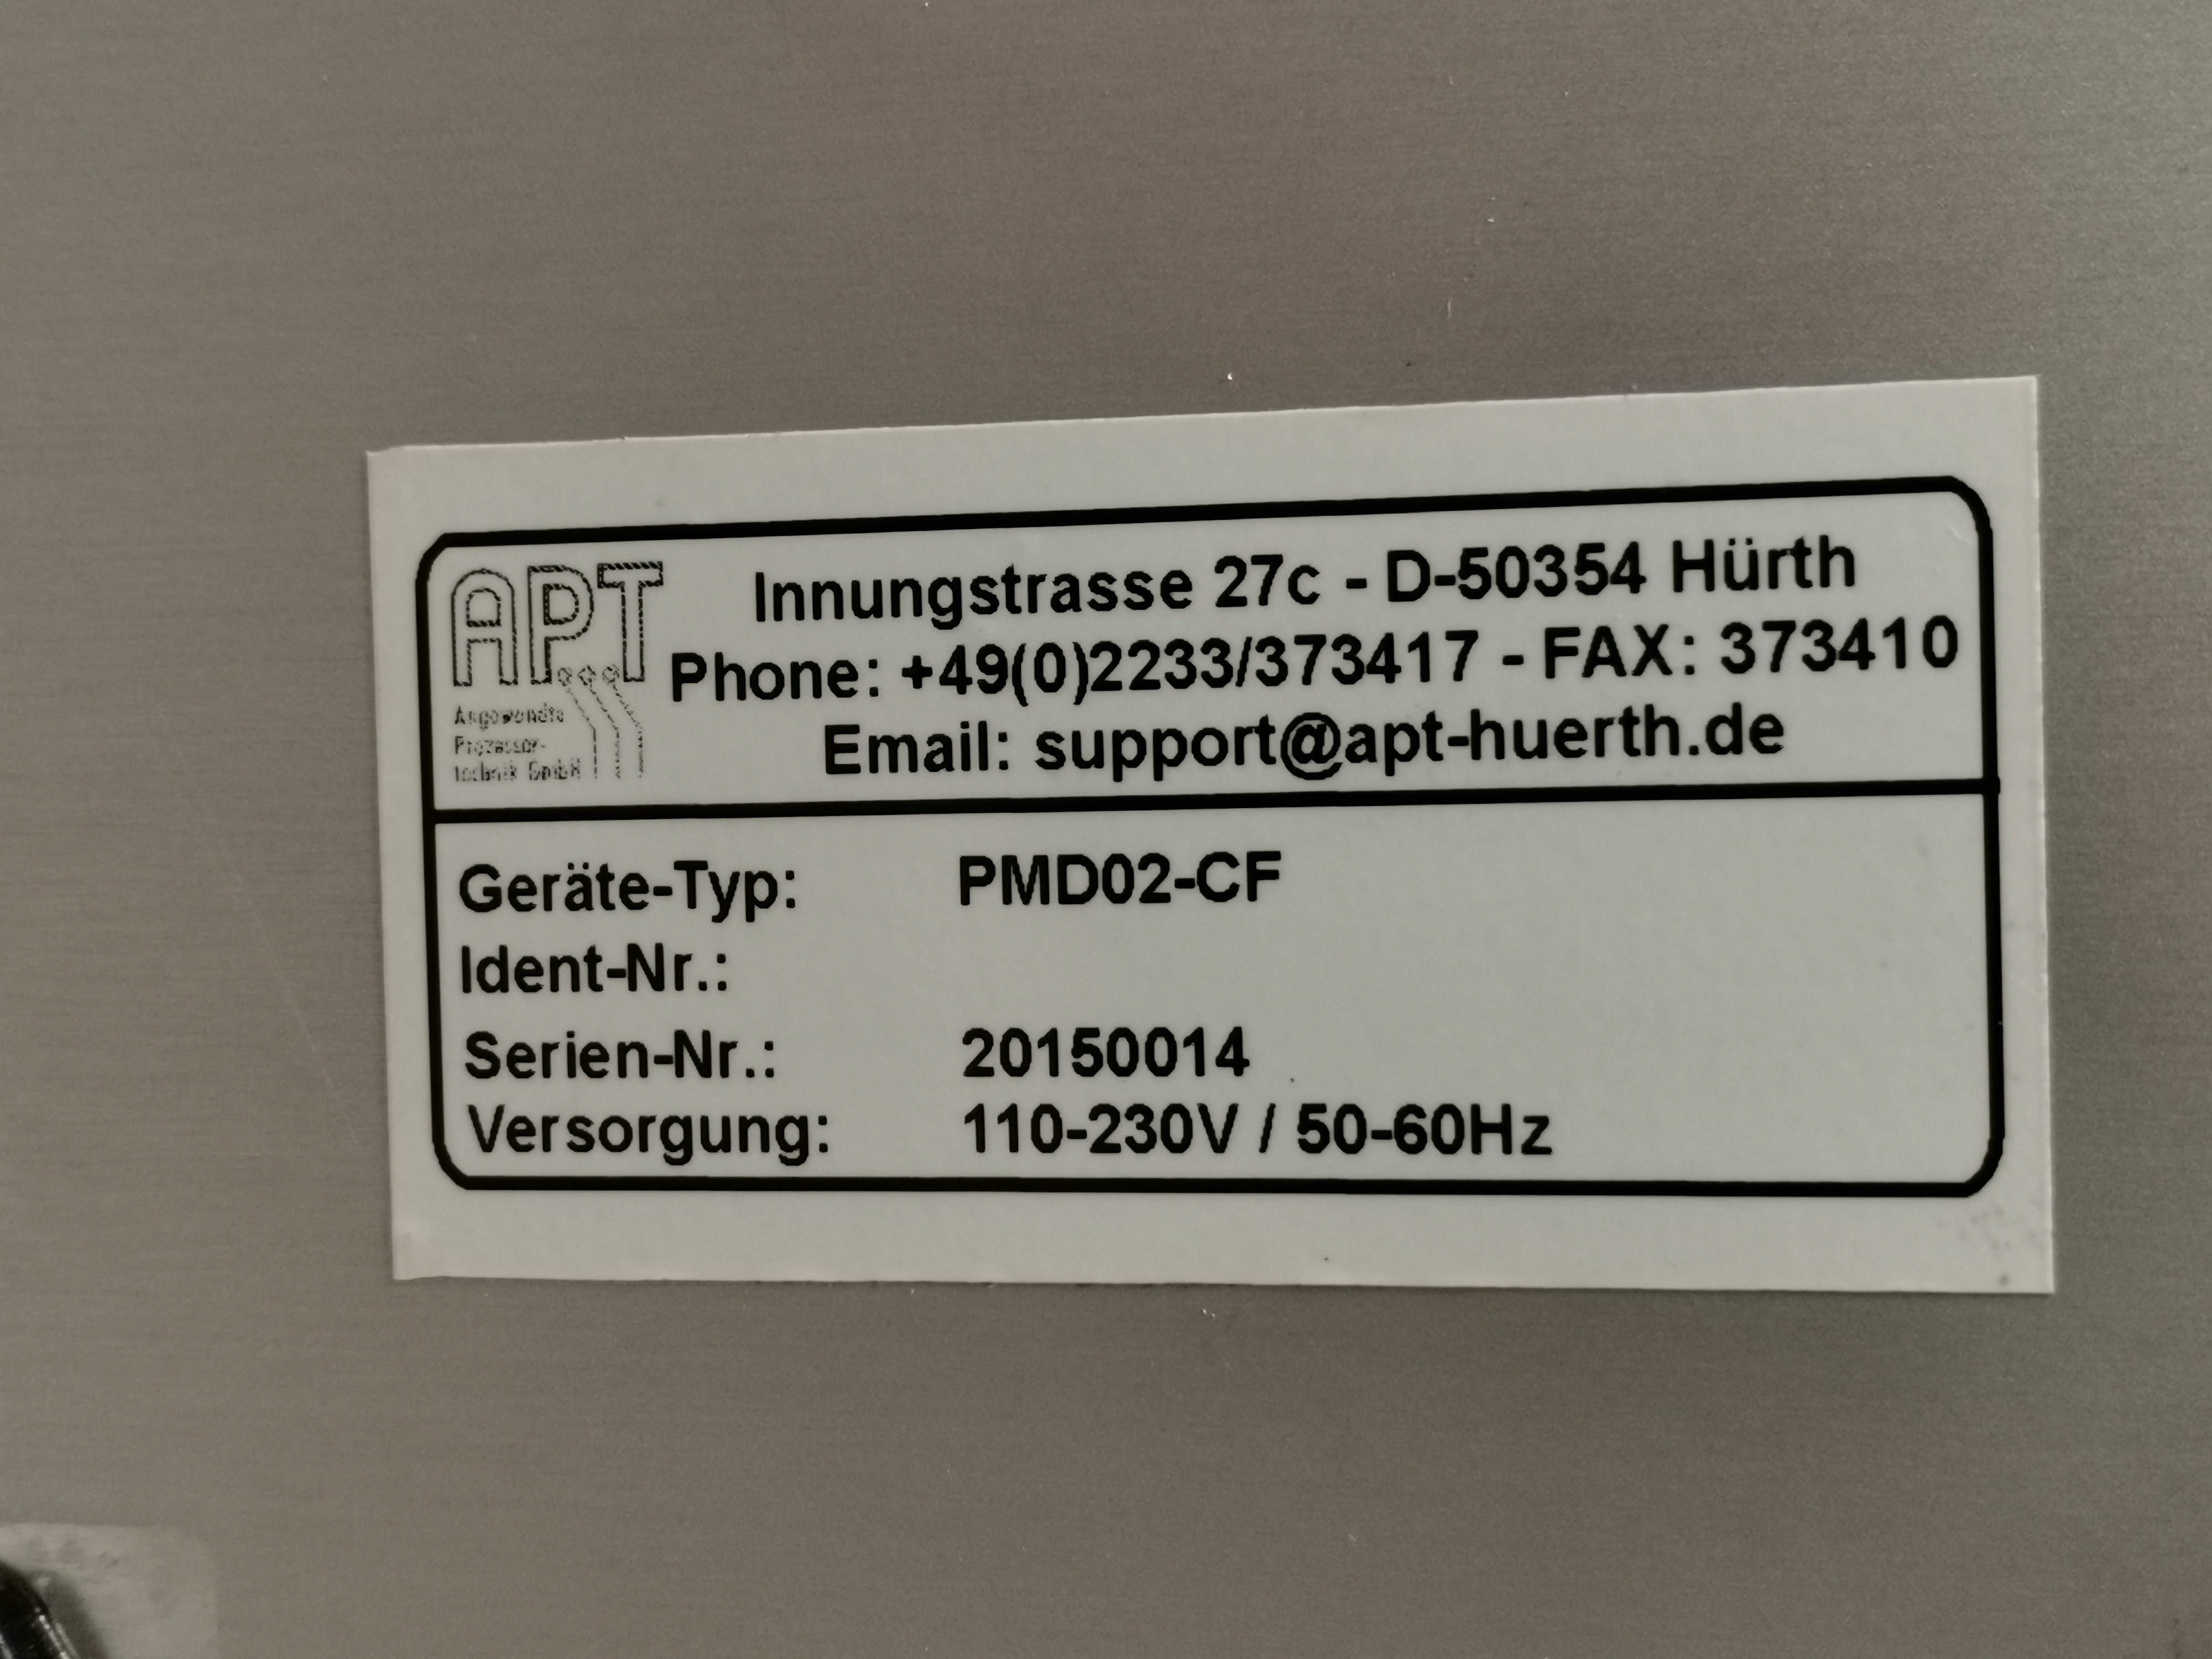 APT
Innungstrasse 27c - D-50354 Hürth
Phone: +49(0)2233/373417 - FAX: 373410
Email: support@apt-huerth.de
Angewandte
Prozessor-
technik GmbH
Geräte-Typ: PMD02-CF
Ident-Nr.:
Serien-Nr.: 20150014
Versorgung: 110-230V / 50-60Hz